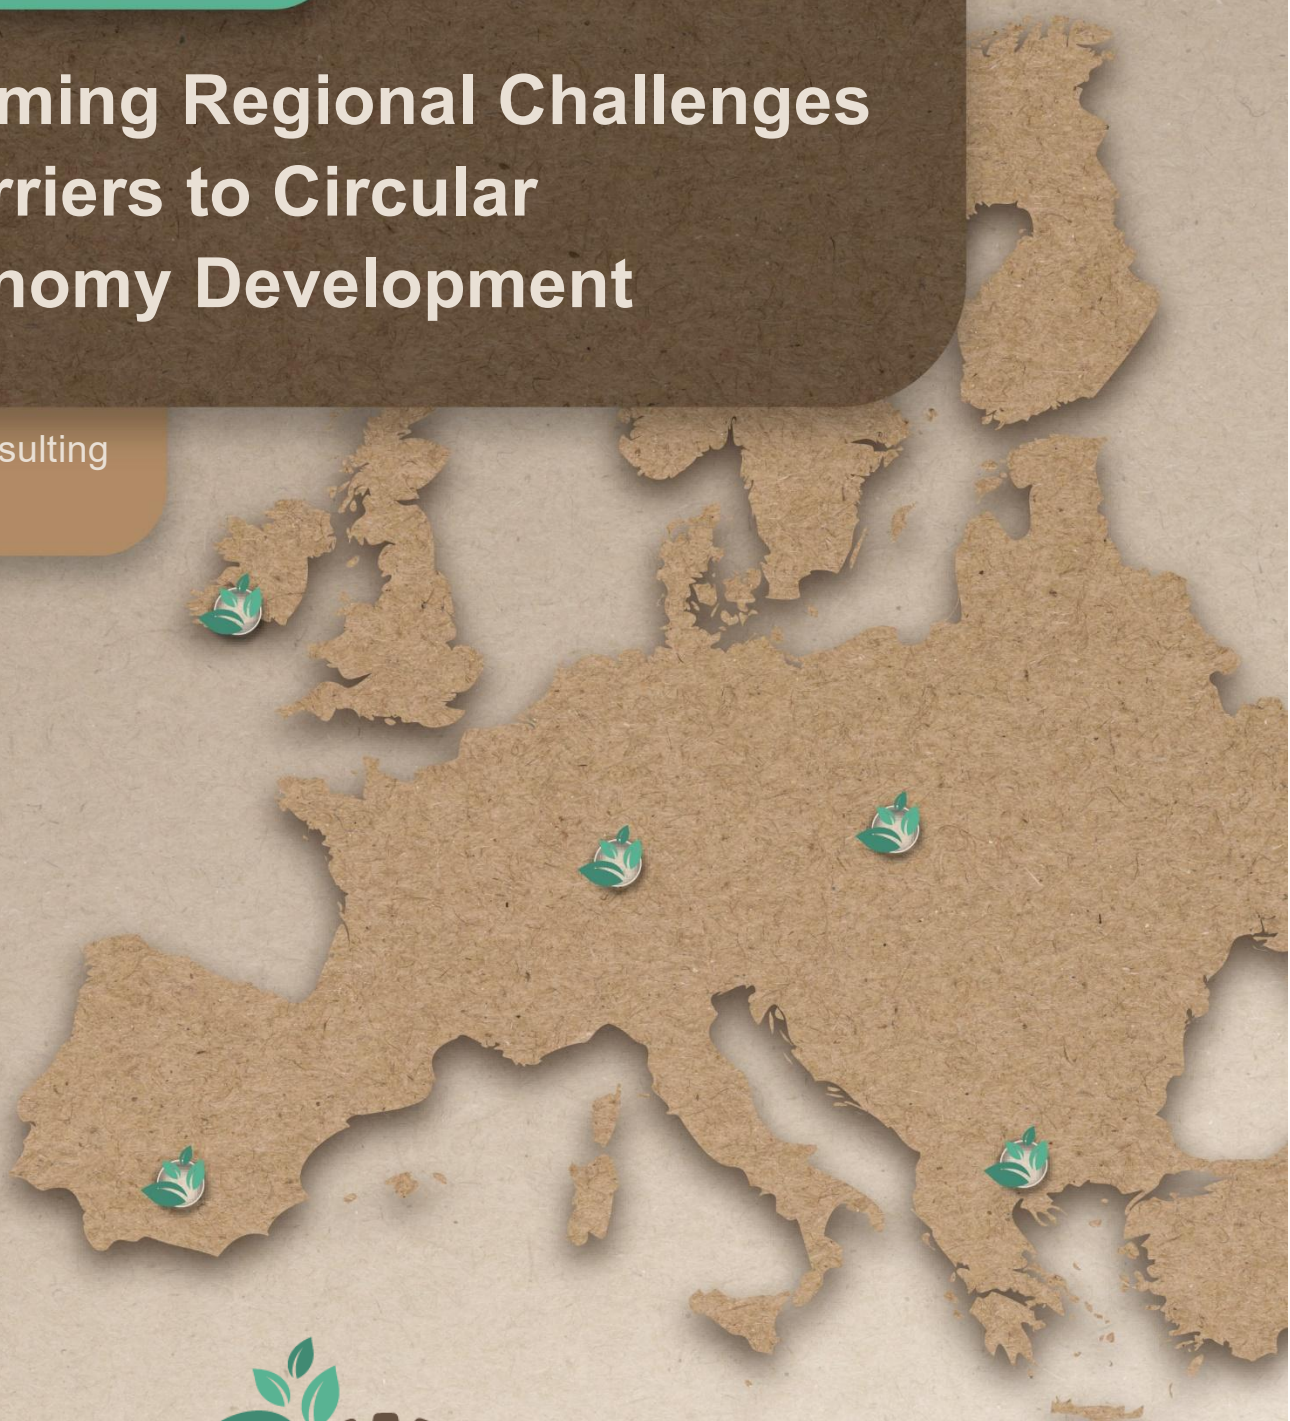 ming Regional Challenges
rriers to Circular
nomy Development
sulting